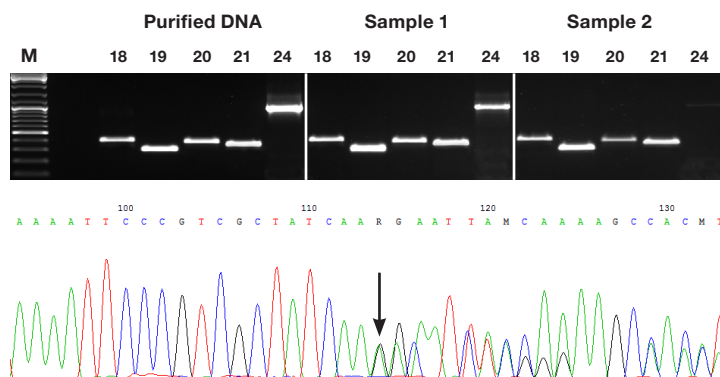 Purified DNA Sample 1 Sample 2
M 18 19 20 21 24 18 19 20 21 24 18 19 20 21 24
100 110 120 130
A A A A T T C C C G T C G C T A T C A A R G A A T T A M C A A A A G C C A C M T